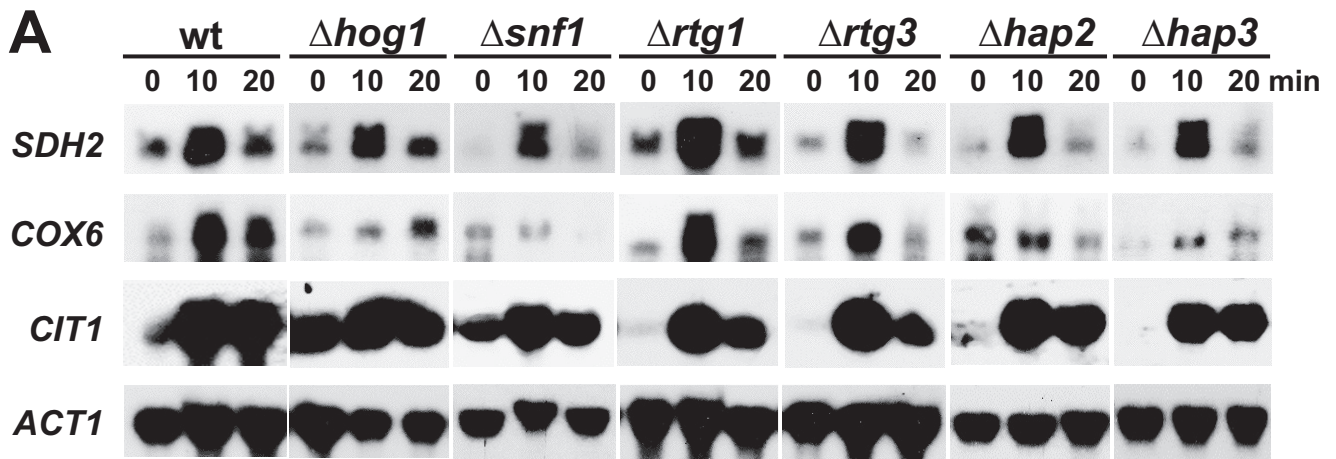 A
wt Δhog1 Δsnf1 Δrtg1 Δrtg3 Δhap2 Δhap3
0 10 20 0 10 20 0 10 20 0 10 20 0 10 20 0 10 20 0 10 20 min
SDH2
COX6
CIT1
ACT1